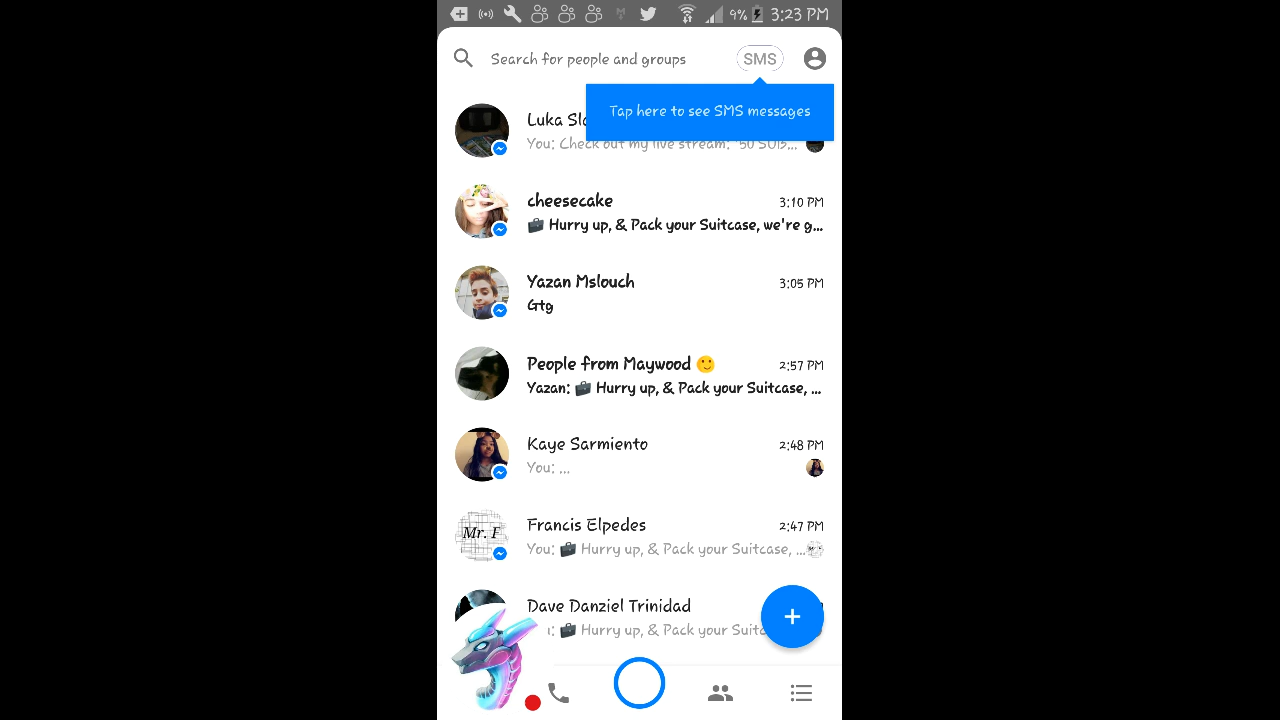 9% 3:23 PM
Search for people and groups SMS
Tap here to see SMS messages
Luka
You: Check out my live stream: "50 SUBS...
cheesecake 3:10 PM
💼 Hurry up, & Pack your Suitcase, we're g...
Yazan Mslouch 3:05 PM
Gtg
People from Maywood 🙂 2:57 PM
Yazan: 💼 Hurry up, & Pack your Suitcase, ...
Kaye Sarmiento 2:48 PM
You: ...
Francis Elpedes 2:47 PM
Mr. F
You: 💼 Hurry up, & Pack your Suitcase, ...
Dave Danziel Trinidad
💼 Hurry up, & Pack your Suitc